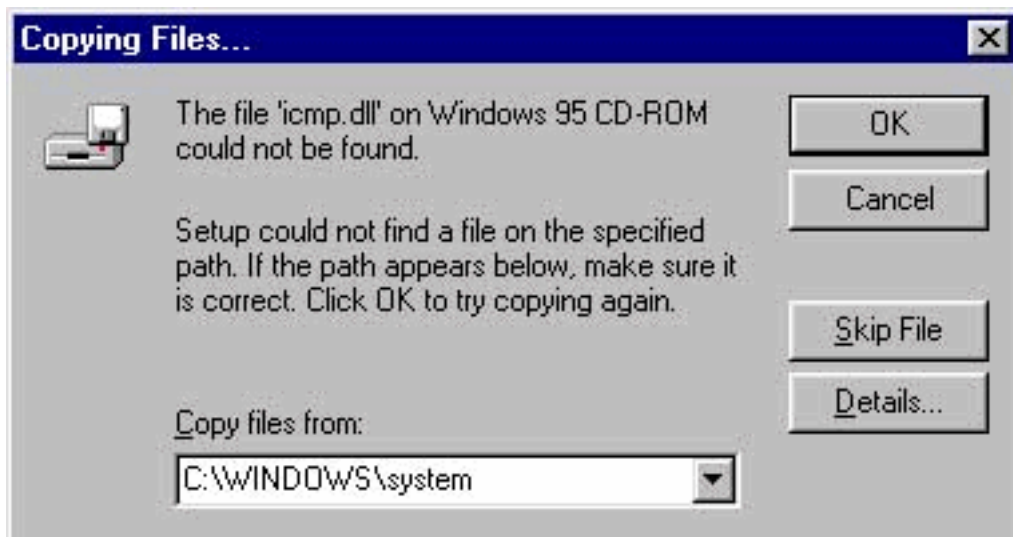 Copying Files...
The file 'icmp.dll' on Windows 95 CD-ROM
could not be found.
Setup could not find a file on the specified
path. If the path appears below, make sure it
is correct. Click OK to try copying again.
Copy files from:
C:\WINDOWS\system
OK
Cancel
Skip File
Details...